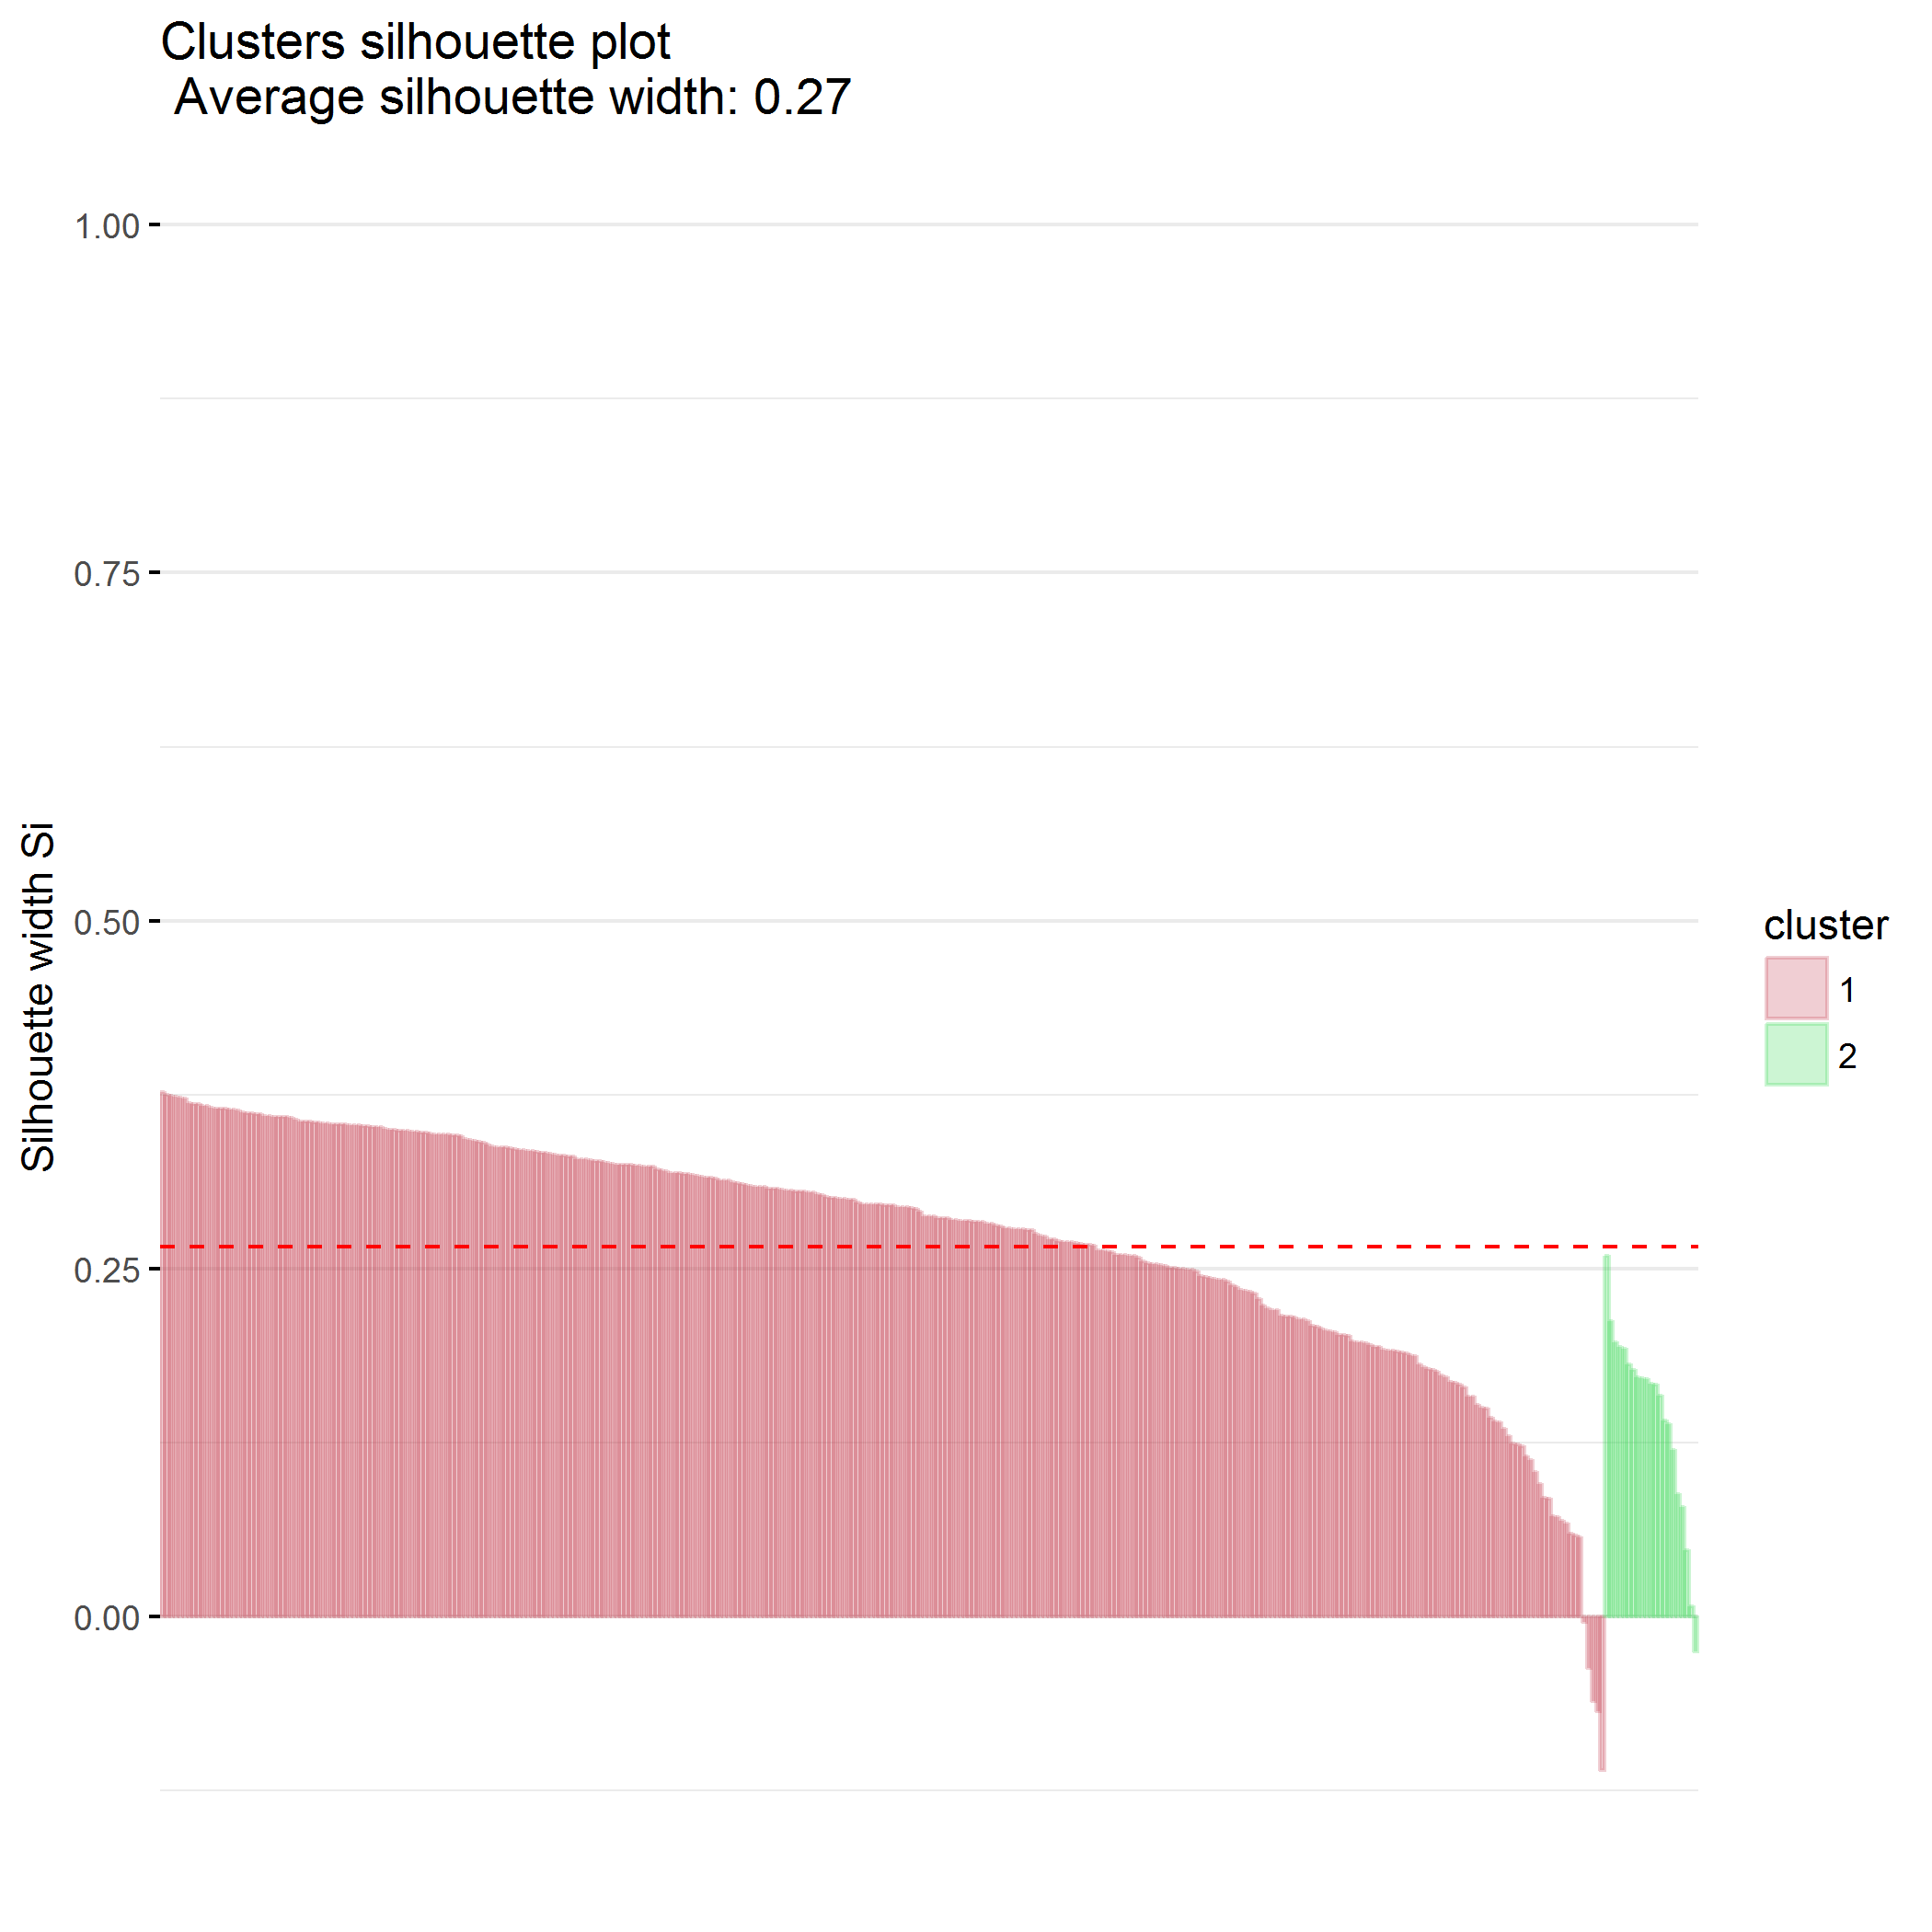 Clusters silhouette plot
Average silhouette width: 0.27
1.00
0.75
0.50
0.25
0.00
Silhouette width Si
cluster
1
2